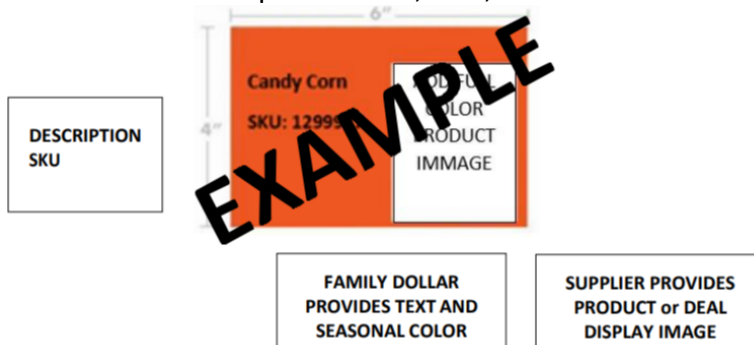 6"
4"
Candy Corn
SKU: 1299
COLOR
PRODUCT
IMMAGE
EXAMPLE
DESCRIPTION
SKU
FAMILY DOLLAR
PROVIDES TEXT AND
SEASONAL COLOR
SUPPLIER PROVIDES
PRODUCT or DEAL
DISPLAY IMAGE